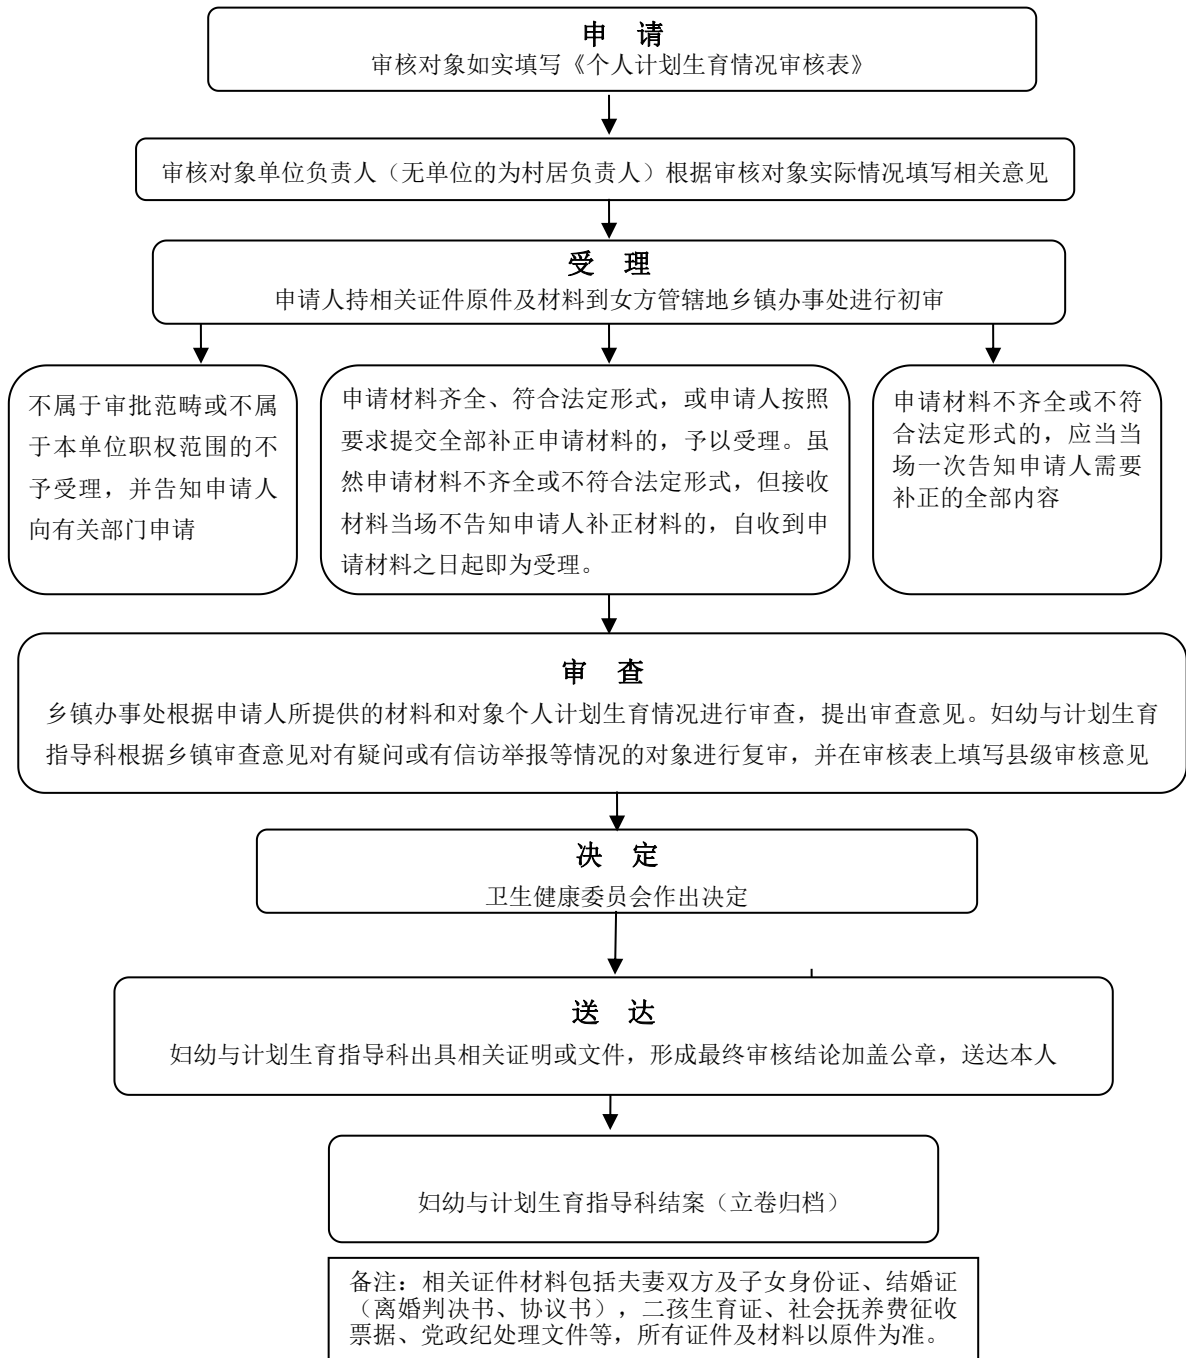 申 请
审核对象如实填写《个人计划生育情况审核表》
审核对象单位负责人（无单位的为村居负责人）根据审核对象实际情况填写相关意见
受 理
申请人持相关证件原件及材料到女方管辖地乡镇办事处进行初审
不属于审批范畴或不属
于本单位职权范围的不
予受理，并告知申请人
向有关部门申请
申请材料齐全、符合法定形式，或申请人按照
要求提交全部补正申请材料的，予以受理。虽
然申请材料不齐全或不符合法定形式，但接收
材料当场不告知申请人补正材料的，自收到申
请材料之日起即为受理。
申请材料不齐全或不符
合法定形式的，应当当
场一次告知申请人需要
补正的全部内容
审 查
乡镇办事处根据申请人所提供的材料和对象个人计划生育情况进行审查，提出审查意见。妇幼与计划生育
指导科根据乡镇审查意见对有疑问或有信访举报等情况的对象进行复审，并在审核表上填写县级审核意见
决 定
卫生健康委员会作出决定
送 达
妇幼与计划生育指导科出具相关证明或文件，形成最终审核结论加盖公章，送达本人
妇幼与计划生育指导科结案（立卷归档）
备注：相关证件材料包括夫妻双方及子女身份证、结婚证
（离婚判决书、协议书），二孩生育证、社会抚养费征收
票据、党政纪处理文件等，所有证件及材料以原件为准。